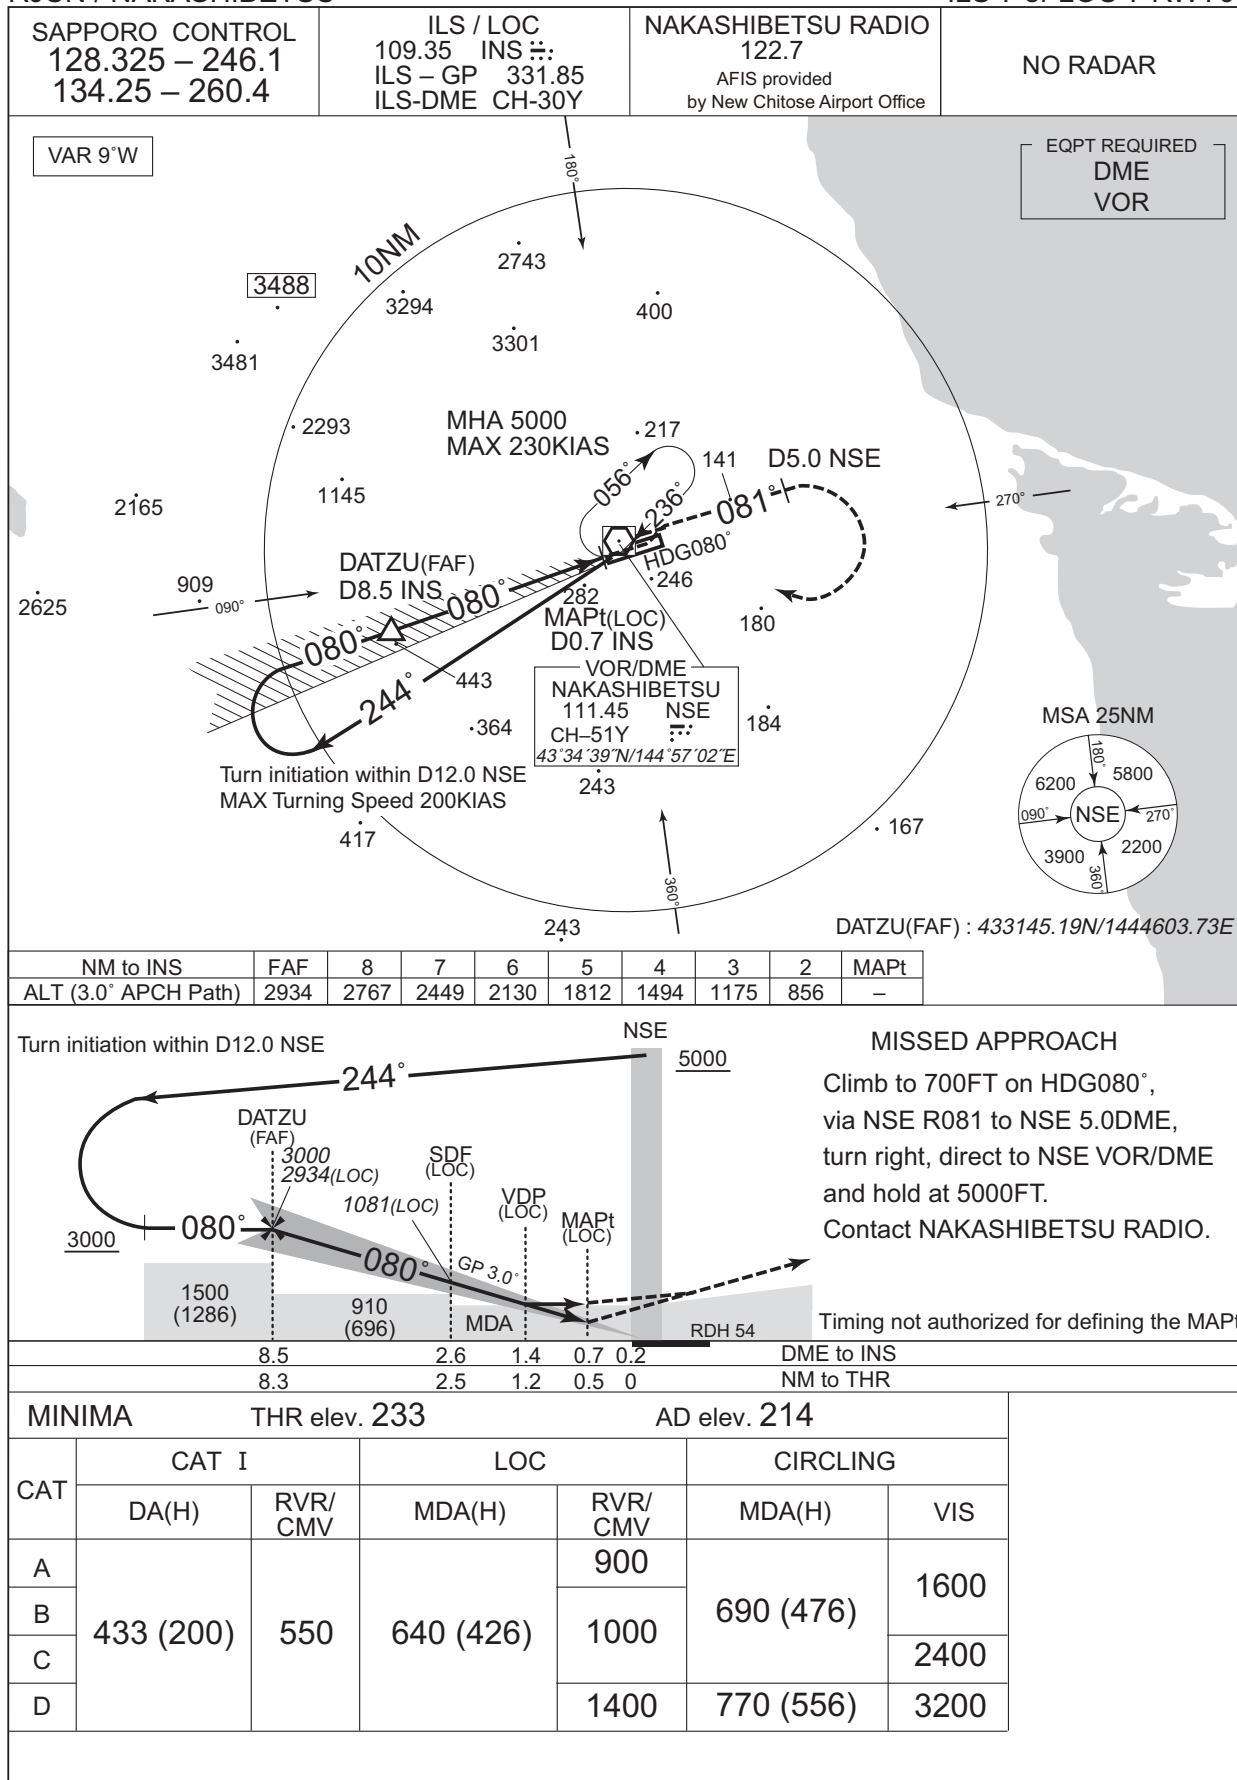 SAPPORO CONTROL
128.325 – 246.1
134.25 – 260.4
ILS / LOC
109.35 INS
ILS – GP 331.85
ILS-DME CH-30Y
NAKASHIBETSU RADIO
122.7
AFIS provided
by New Chitose Airport Office
NO RADAR
VAR 9°W
EQPT REQUIRED
DME
VOR
180°
10NM
2743
3488
3294
400
3301
3481
2293
MHA 5000
MAX 230KIAS
217
141
D5.0 NSE
056°
236°
081°
270°
1145
2165
HDG080°
DATZU(FAF)
D8.5 INS
909
090°
2625
080°
080°
282
246
MAPt(LOC)
D0.7 INS
180
443
244°
364
VOR/DME
NAKASHIBETSU
111.45 NSE
CH–51Y
43°34´39˝N/144°57´02˝E
184
243
Turn initiation within D12.0 NSE
MAX Turning Speed 200KIAS
417
167
360°
243
MSA 25NM
180°
6200
5800
090°
NSE
270°
3900
2200
360°
DATZU(FAF) : 433145.19N/1444603.73E
NM to INS FAF 8 7 6 5 4 3 2 MAPt
ALT (3.0° APCH Path) 2934 2767 2449 2130 1812 1494 1175 856 –
Turn initiation within D12.0 NSE
NSE
5000
244°
DATZU
(FAF)
3000
2934(LOC)
SDF
(LOC)
1081(LOC)
VDP
(LOC)
MAPt
(LOC)
3000
080°
080°
GP 3.0°
1500
(1286)
910
(696)
MDA
RDH 54
MISSED APPROACH
Climb to 700FT on HDG080°,
via NSE R081 to NSE 5.0DME,
turn right, direct to NSE VOR/DME
and hold at 5000FT.
Contact NAKASHIBETSU RADIO.
Timing not authorized for defining the MAPt
8.5 2.6 1.4 0.7 0.2 DME to INS
8.3 2.5 1.2 0.5 0 NM to THR
MINIMA THR elev. 233 AD elev. 214
CAT
CAT I LOC CIRCLING
DA(H) RVR/CMV MDA(H) RVR/CMV MDA(H) VIS
A
B
C
D
433 (200)
550
640 (426)
900
1000
1400
690 (476)
770 (556)
1600
2400
3200